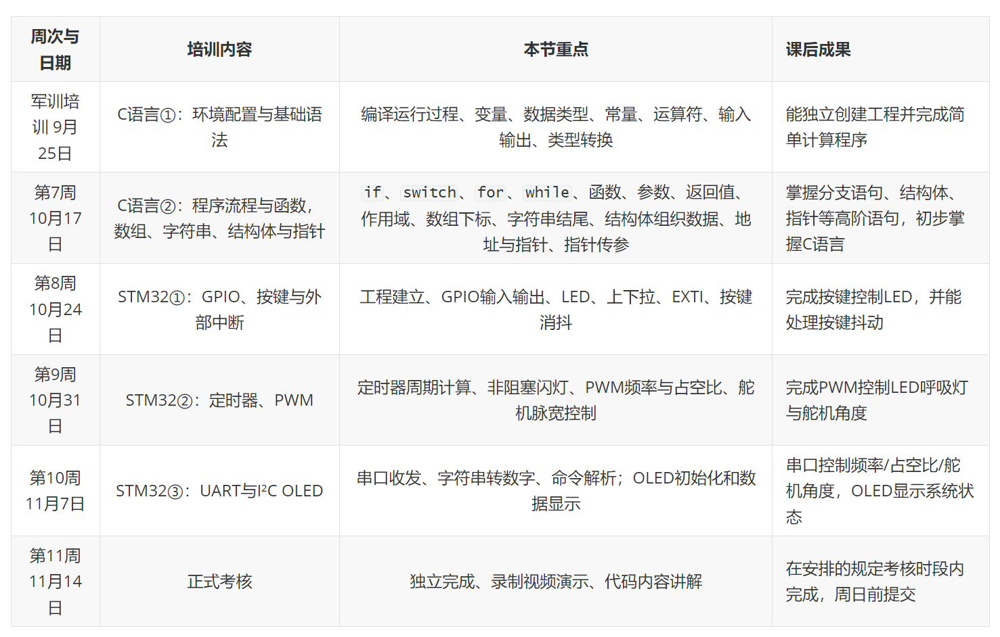 周次与
日期
培训内容
本节重点
课后成果
军训培
训 9月
25日
C语言①：环境配置与基础语
法
编译运行过程、变量、数据类型、常量、运算符、输入
输出、类型转换
能独立创建工程并完成简
单计算程序
第7周
10月17
日
C语言②：程序流程与函数，
数组、字符串、结构体与指针
if、switch、for、while、函数、参数、返回值、
作用域、数组下标、字符串结尾、结构体组织数据、地
址与指针、指针传参
掌握分支语句、结构体、
指针等高阶语句，初步掌
握C语言
第8周
10月24
日
STM32①：GPIO、按键与外
部中断
工程建立、GPIO输入输出、LED、上下拉、EXTI、按键
消抖
完成按键控制LED，并能
处理按键抖动
第9周
10月31
日
STM32②：定时器、PWM
定时器周期计算、非阻塞闪灯、PWM频率与占空比、舵
机脉宽控制
完成PWM控制LED呼吸灯
与舵机角度
第10周
11月7日
STM32③：UART与I²C OLED
串口收发、字符串转数字、命令解析；OLED初始化和数
据显示
串口控制频率/占空比/舵
机角度，OLED显示系统状
态
第11周
11月14
日
正式考核
独立完成、录制视频演示、代码内容讲解
在安排的规定考核时段内
完成，周日前提交